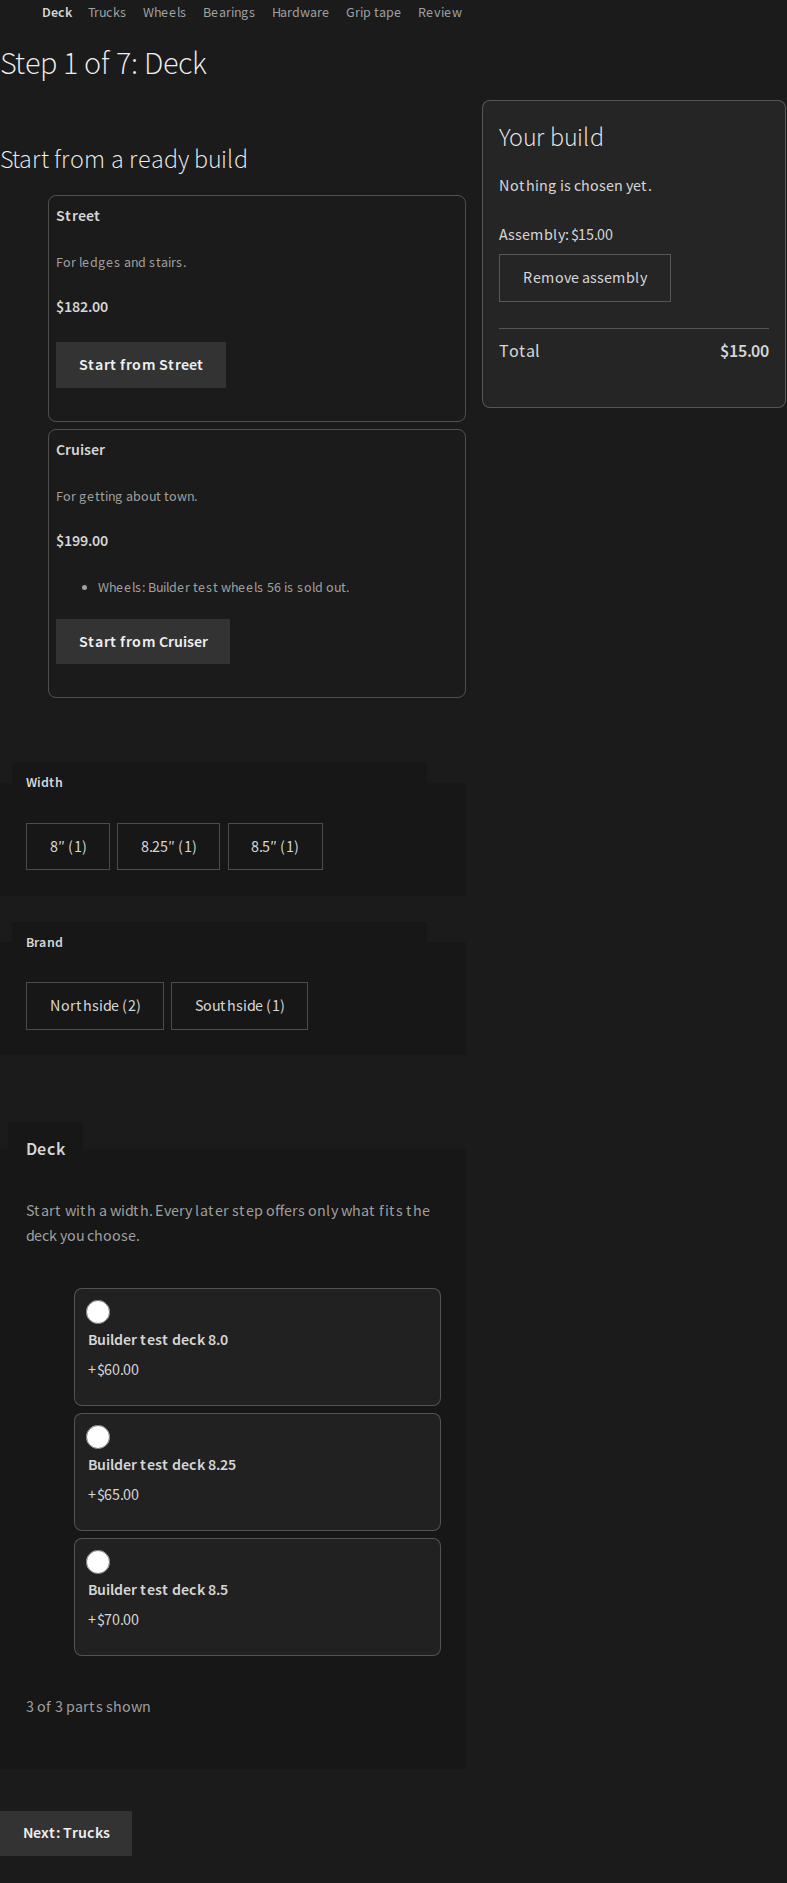 Deck Trucks Wheels Bearings Hardware Grip tape Review
Step 1 of 7: Deck
Start from a ready build
Street
For ledges and stairs.
$182.00
Start from Street
Cruiser
For getting about town.
$199.00
Wheels: Builder test wheels 56 is sold out.
Start from Cruiser
Your build
Nothing is chosen yet.
Assembly: $15.00
Remove assembly
Total $15.00
Width
8″ (1) 8.25″ (1) 8.5″ (1)
Brand
Northside (2) Southside (1)
Deck
Start with a width. Every later step offers only what fits the
deck you choose.
Builder test deck 8.0
+$60.00
Builder test deck 8.25
+$65.00
Builder test deck 8.5
+$70.00
3 of 3 parts shown
Next: Trucks